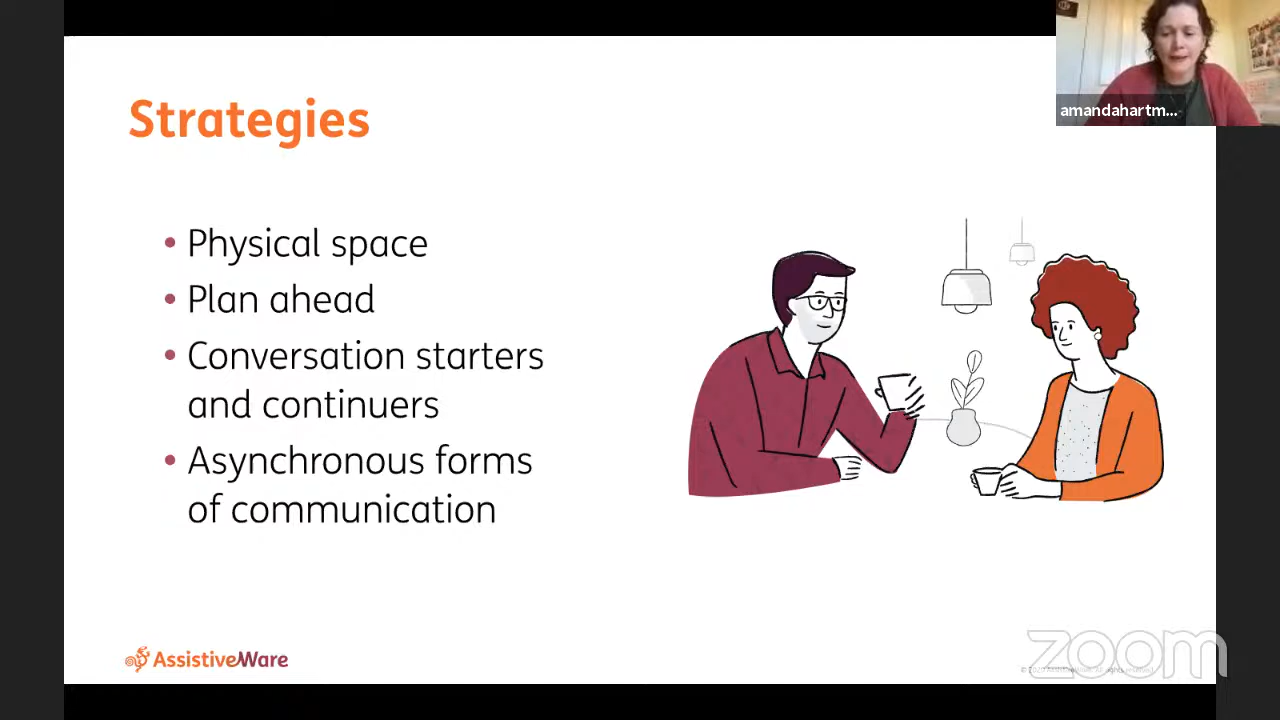 amandahartm...
Strategies
• Physical space
• Plan ahead
• Conversation starters
and continuers
• Asynchronous forms
of communication
AssistiveWare
zoom